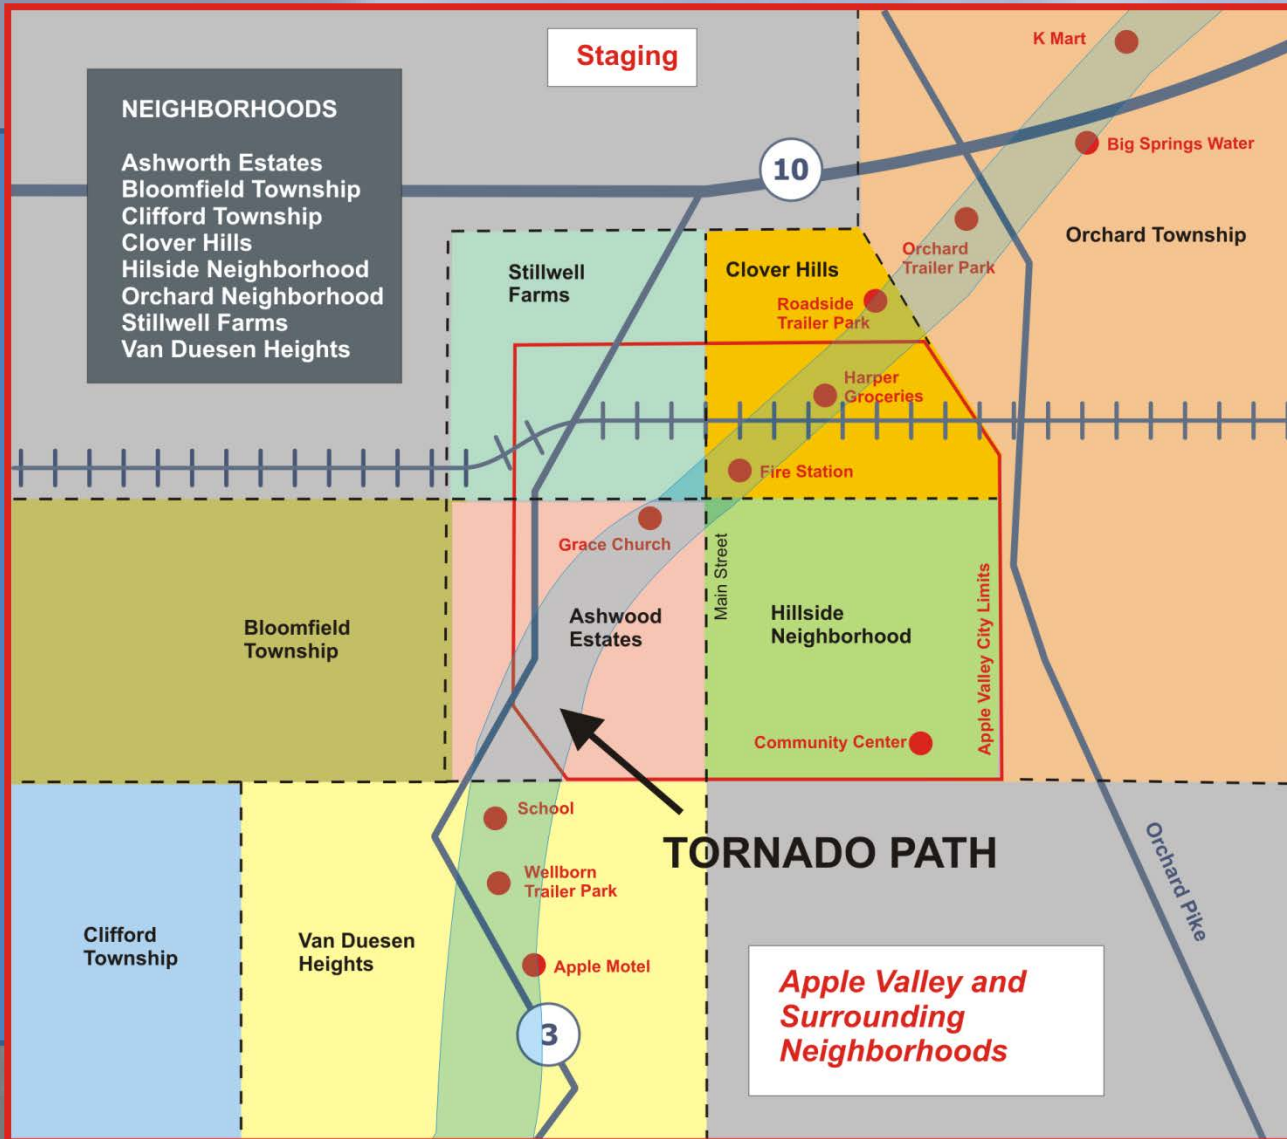 Staging
K Mart
NEIGHBORHOODS
Ashworth Estates
Bloomfield Township
Clifford Township
Clover Hills
Hilside Neighborhood
Orchard Neighborhood
Stillwell Farms
Van Duesen Heights
10
Big Springs Water
Orchard Township
Orchard
Trailer Park
Stillwell
Farms
Clover Hills
Roadside
Trailer Park
Harper
Groceries
Fire Station
Grace Church
Main Street
Ashwood
Estates
Hillside
Neighborhood
Apple Valley City Limits
Bloomfield
Township
Community Center
School
TORNADO PATH
Wellborn
Trailer Park
Orchard Pike
Clifford
Township
Van Duesen
Heights
Apple Motel
3
Apple Valley and
Surrounding
Neighborhoods